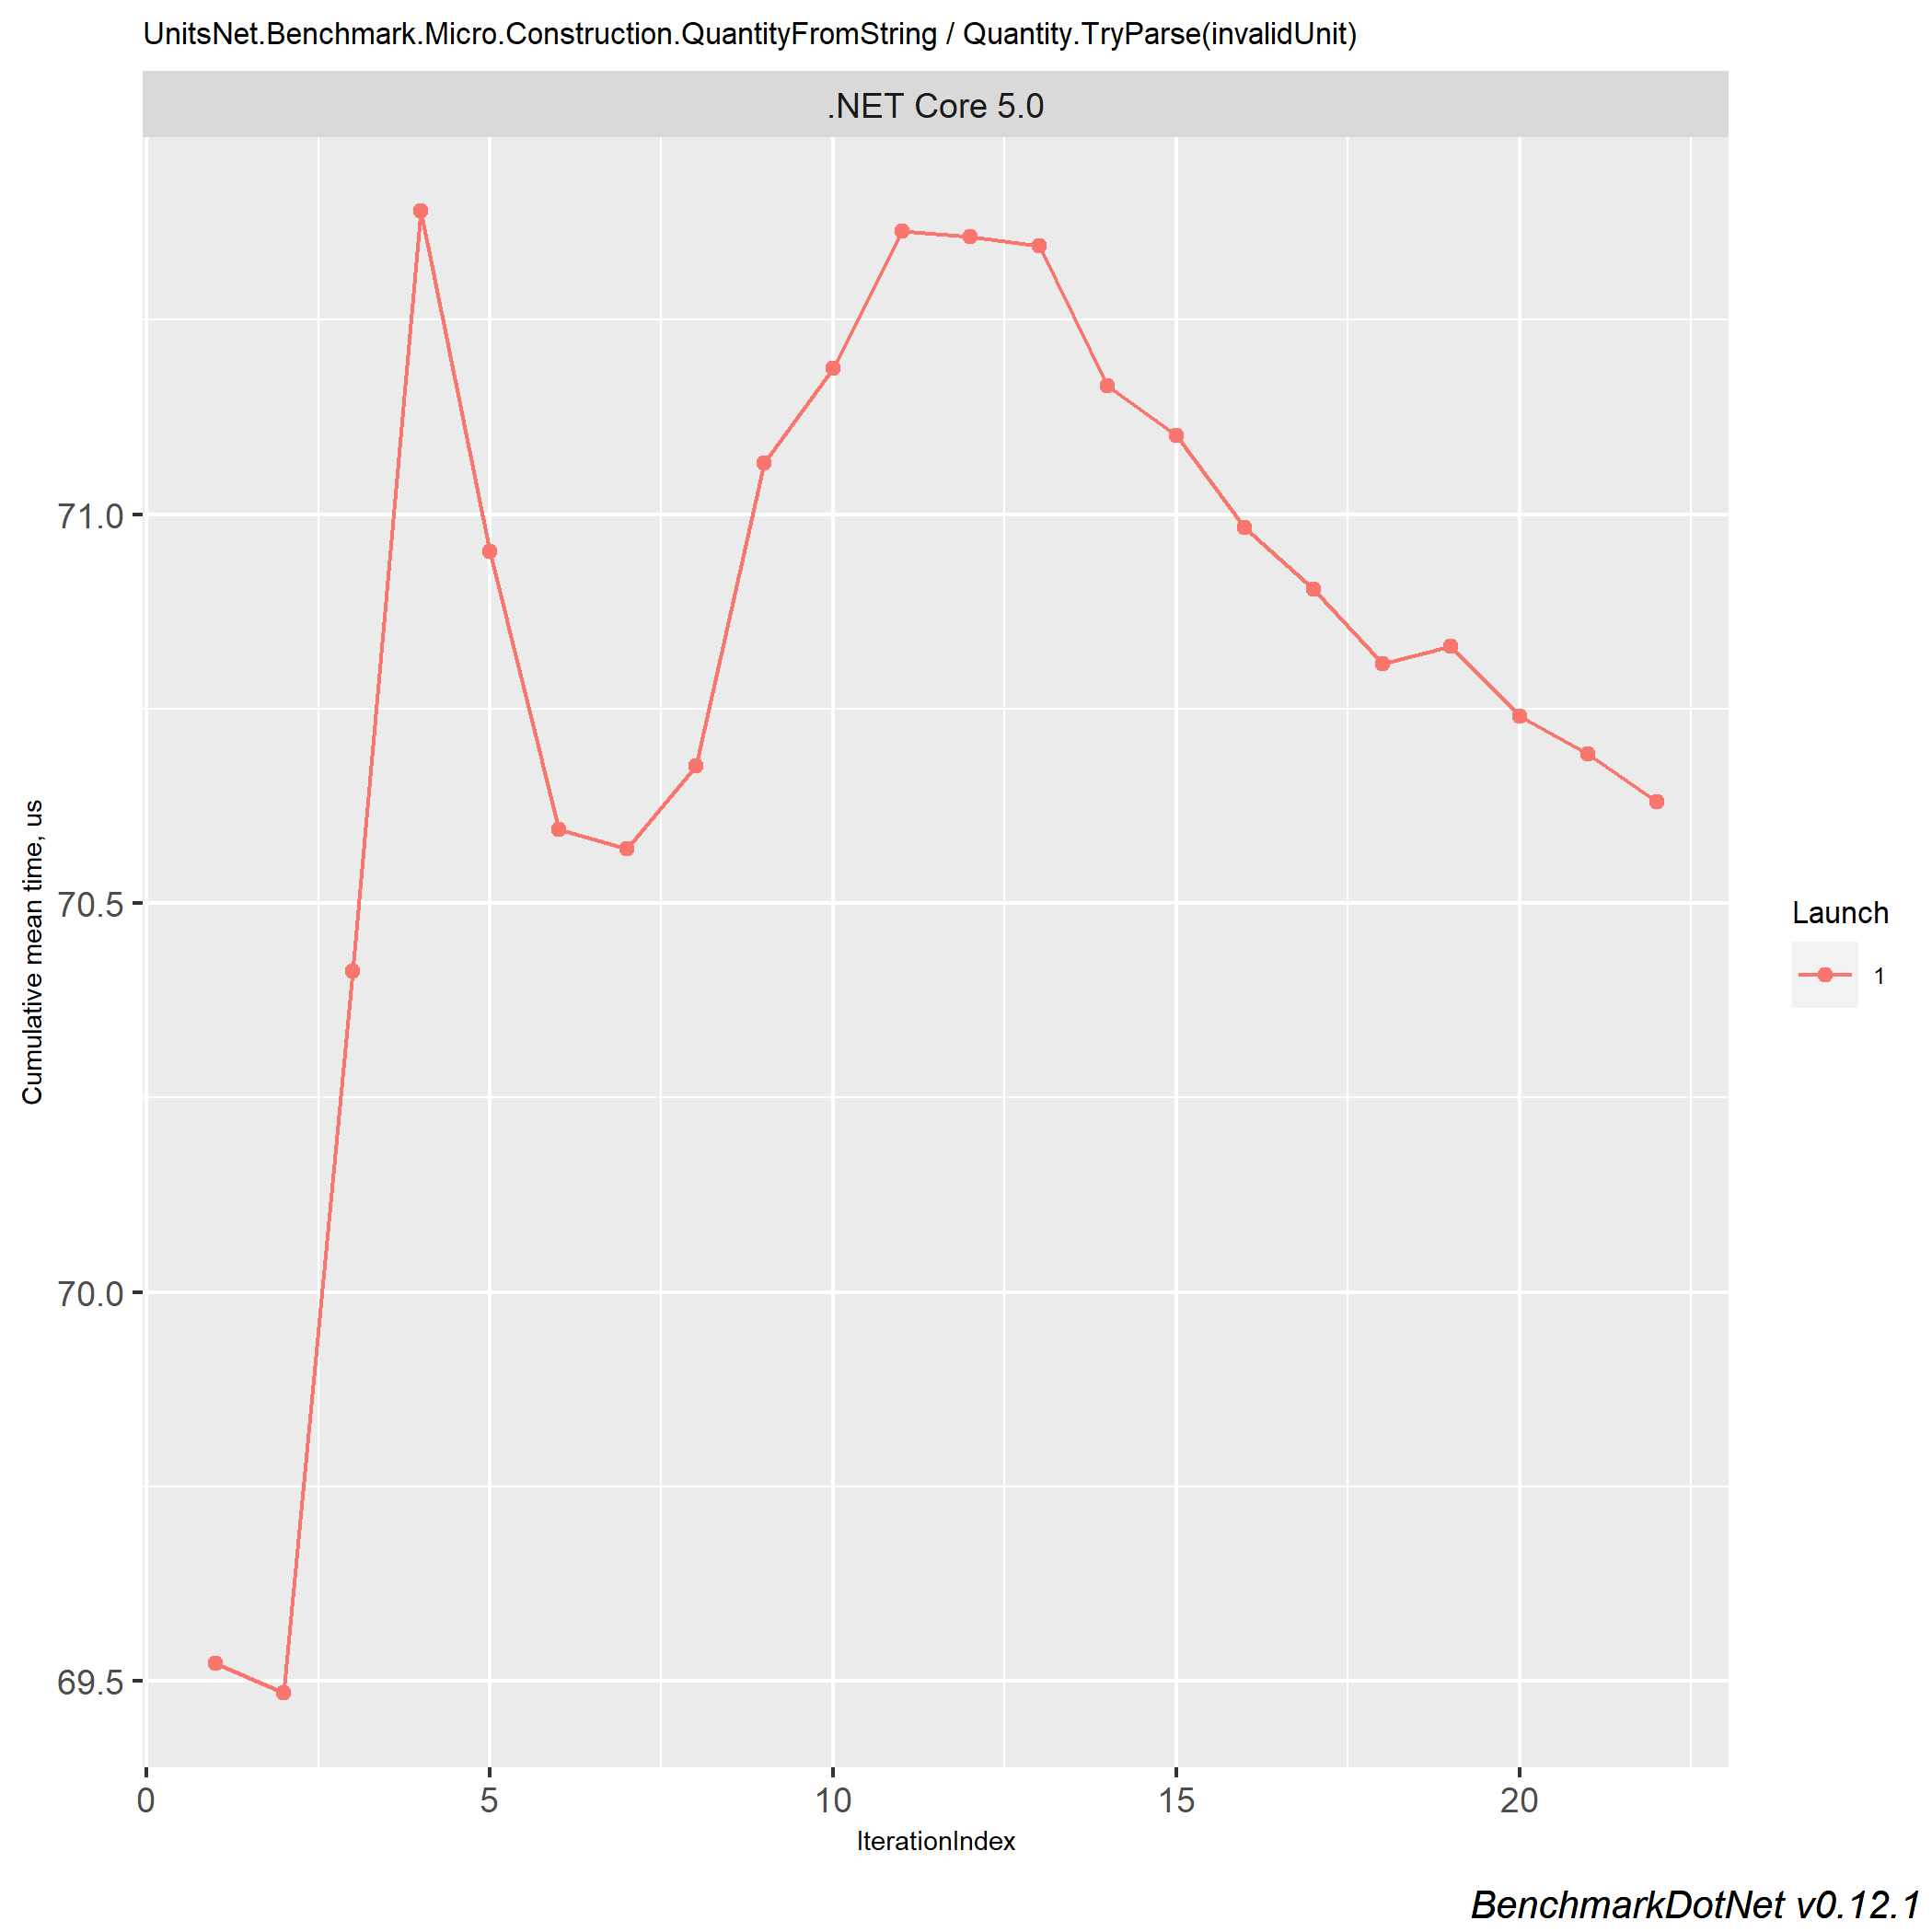 UnitsNet.Benchmark.Micro.Construction.QuantityFromString / Quantity.TryParse(invalidUnit)
.NET Core 5.0
Cumulative mean time, us
71.0
70.5
70.0
69.5
0 5 10 15 20
IterationIndex
Launch
1
BenchmarkDotNet v0.12.1